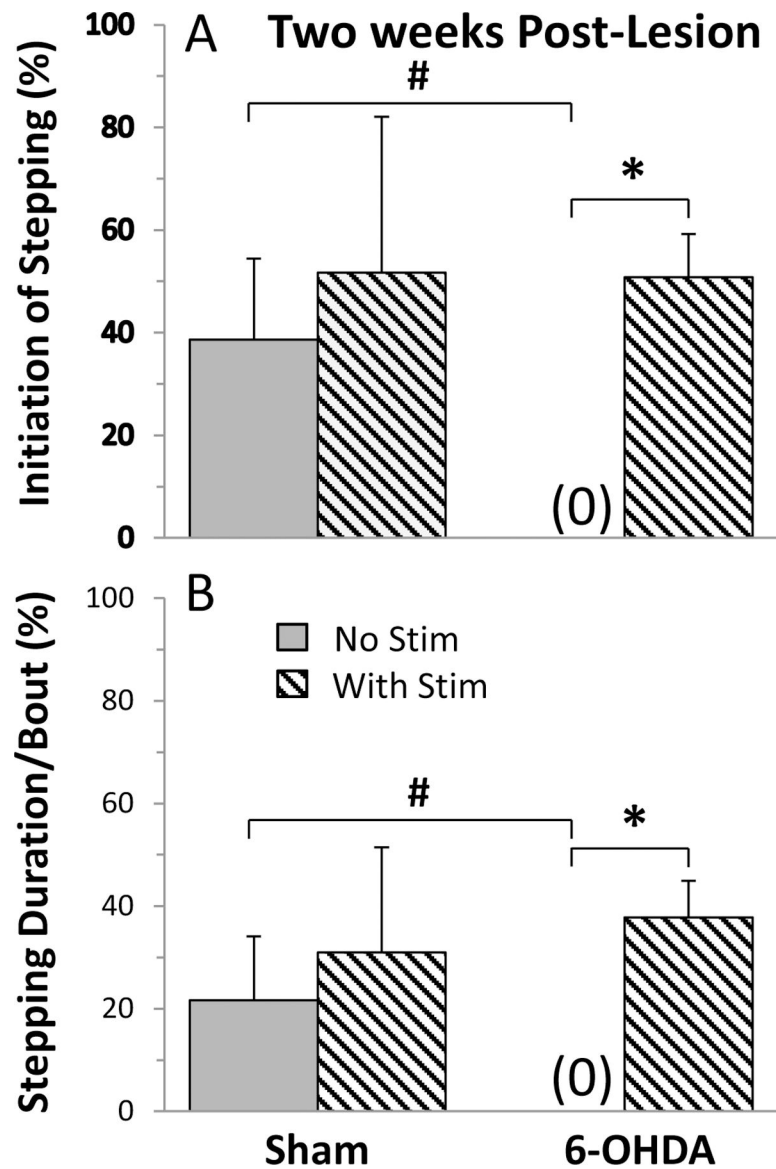 A Two weeks Post-Lesion
Initiation of Stepping (%)
100
80
60
40
20
0
#
*
(0)
B
Stepping Duration/Bout (%)
100
80
60
40
20
0
No Stim
With Stim
#
*
(0)
Sham 6-OHDA